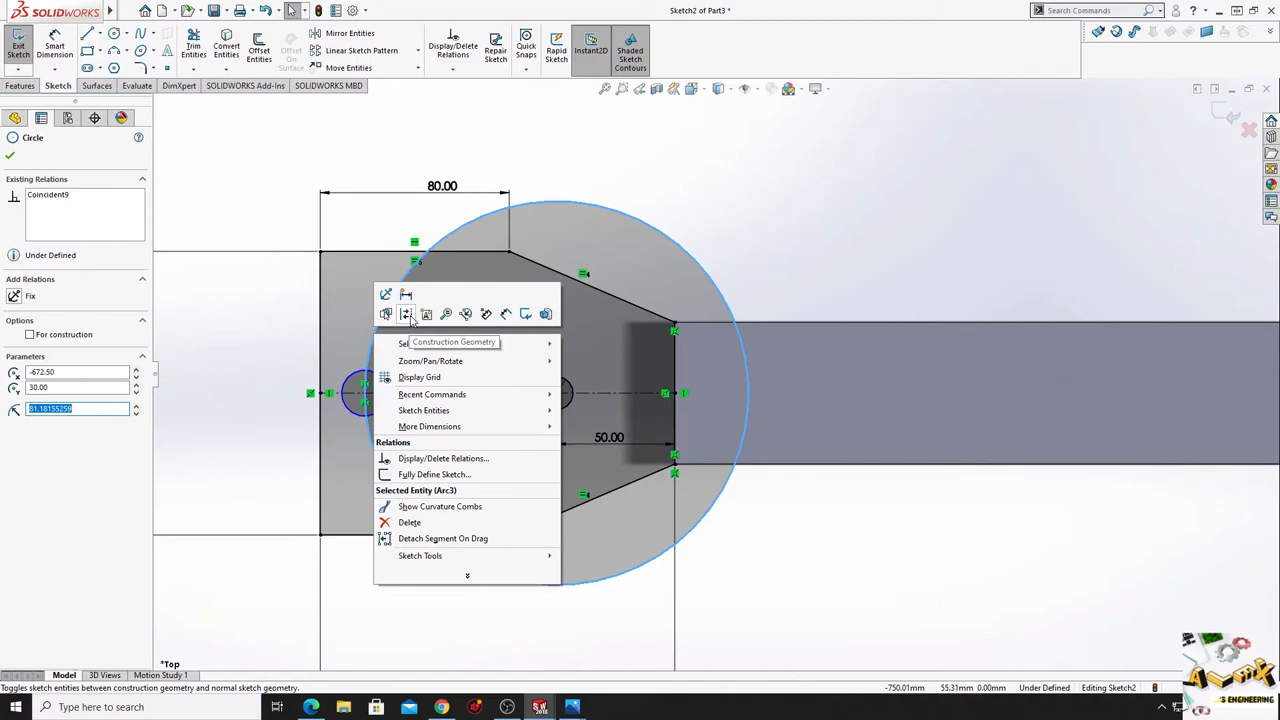 SOLIDWORKS
Sketch2 of Part3 *
Search Commands
Exit Sketch
Smart Dimension
Trim Entities
Convert Entities
Offset Entities
Offset On Surface
Mirror Entities
Linear Sketch Pattern
Move Entities
Display/Delete Relations
Repair Sketch
Quick Snaps
Rapid Sketch
Instant2D
Shaded Sketch Contours
Features
Sketch
Surfaces
Evaluate
DimXpert
SOLIDWORKS Add-Ins
SOLIDWORKS MBD
Circle
Existing Relations
Coincident9
Under Defined
Add Relations
Fix
Options
For construction
Parameters
-672.50
30.00
81.18155259
80.00
50.00
Construction Geometry
Zoom/Pan/Rotate
Display Grid
Recent Commands
Sketch Entities
More Dimensions
Relations
Display/Delete Relations...
Fully Define Sketch...
Selected Entity (Arc3)
Show Curvature Combs
Delete
Detach Segment On Drag
Sketch Tools
*Top
Model
3D Views
Motion Study 1
Toggles sketch entities between construction geometry and normal sketch geometry.
-750.01mm
55.31mm
0.00mm
Under Defined
Editing Sketch2
Type here to search
'S ENGINEERING